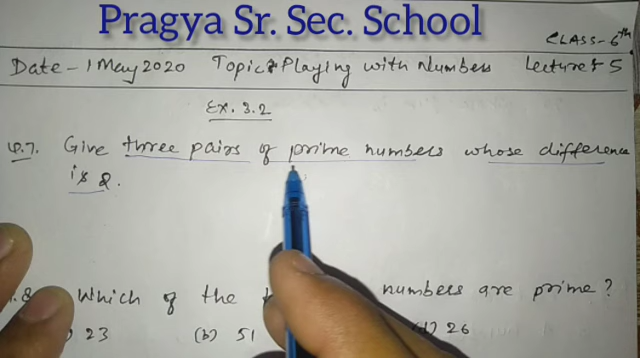 Pragya Sr. Sec. School
CLASS-6th
Date - 1 May 2020 Topic: Playing with Numbers Lecture: 5
Ex. 3.2
Q.7. Give three pairs of prime numbers whose difference
is 2.
.8. Which of the numbers are prime?
) 23 (b) 51 (d) 26